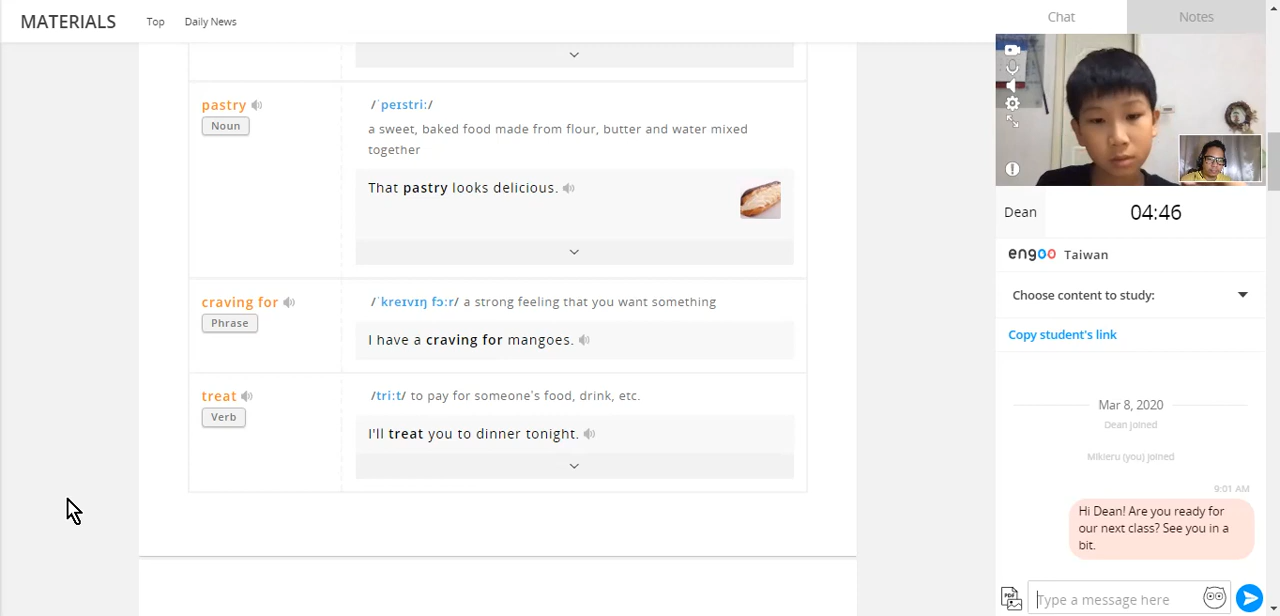 MATERIALS
Top
Daily News
Chat
Notes
pastry
Noun
/ˈpeɪstriː/
a sweet, baked food made from flour, butter and water mixed
together
That pastry looks delicious.
craving for
Phrase
/ˈkreɪvɪŋ fɔːr/ a strong feeling that you want something
I have a craving for mangoes.
treat
Verb
/triːt/ to pay for someone's food, drink, etc.
I'll treat you to dinner tonight.
Dean
04:46
engoo Taiwan
Choose content to study:
Copy student's link
Mar 8, 2020
Dean joined
Mikieru (you) joined
9:01 AM
Hi Dean! Are you ready for
our next class? See you in a
bit.
PDF
Type a message here